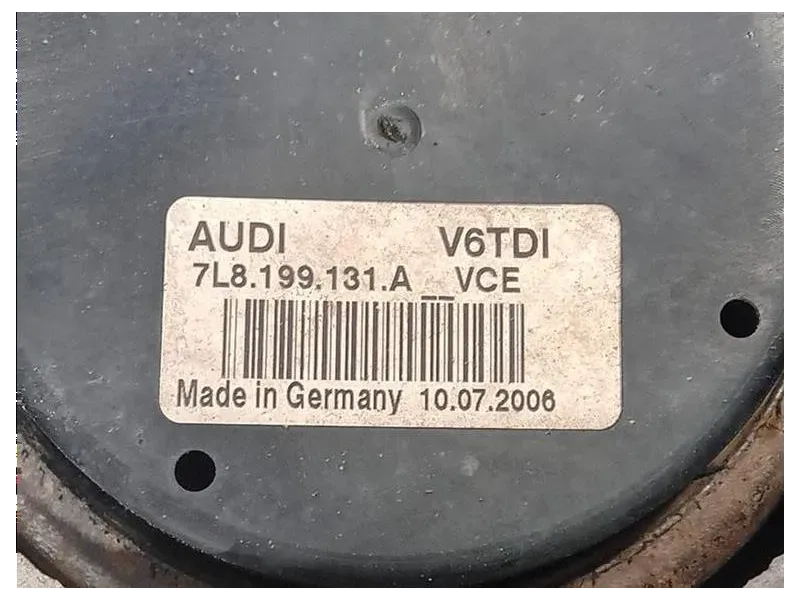 AUDI V6TDI
7L8.199.131.A __VCE
Made in Germany 10.07.2006